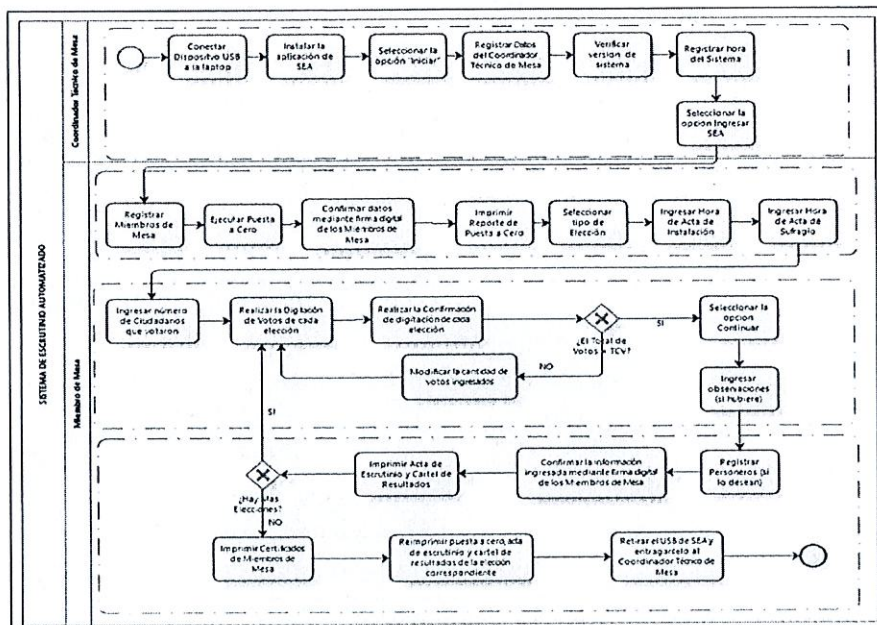 SISTEMA DE ESCRUTINIO AUTOMATIZADO
Coordinador Técnico de Mesa
Conectar
Dispositvo USB
a la laptop
Instalar la
aplicación de
SEA
Seleccionar la
opción "Iniciar"
Registrar Datos
del Coordinador
Técnico de Mesa
Verificar
version de
sistema
Registrar hora
del Sistema
Seleccionar la
opcion Ingresar
SEA
Miembro de Mesa
Registrar
Miembros de
Mesa
Ejecutar Puesta
a Cero
Confirmar datos
mediante firma digital
de los Miembros de
Mesa
Imprimir
Reporte de
Puesta a Cero
Seleccionar
tipo de
Elección
Ingresar Hora
de Acta de
Instalación
Ingresar Hora
de Acta de
Sufragio
Ingresar número
de Ciudadanos
que votaron
Realizar la Digitación
de Votos de cada
elección
Realizar la Confirmación
de digitacion de cada
elección
¿El Total de
Votos = TCV?
SI
Seleccionar la
opcion
Continuar
NO
Modificar la cantidad de
votos ingresados
Ingresar
observaciones
(si hubiere)
Registrar
Personeros (si
lo desean)
Confirmar la información
ingresada mediante firma digital
de los Miembros de Mesa
Imprimir Acta de
Escrutinio y Cartel de
Resultados
SI
¿Hay Mas
Elecciones?
NO
Imprimir Certificados
de Miembros de
Mesa
Reimprimir puesta a cero, acta
de escrutinio y cartel de
resultados de la elección
correspondiente
Retirar el USB de SEA y
entragarcelo al
Coordinador Técnico de
Mesa